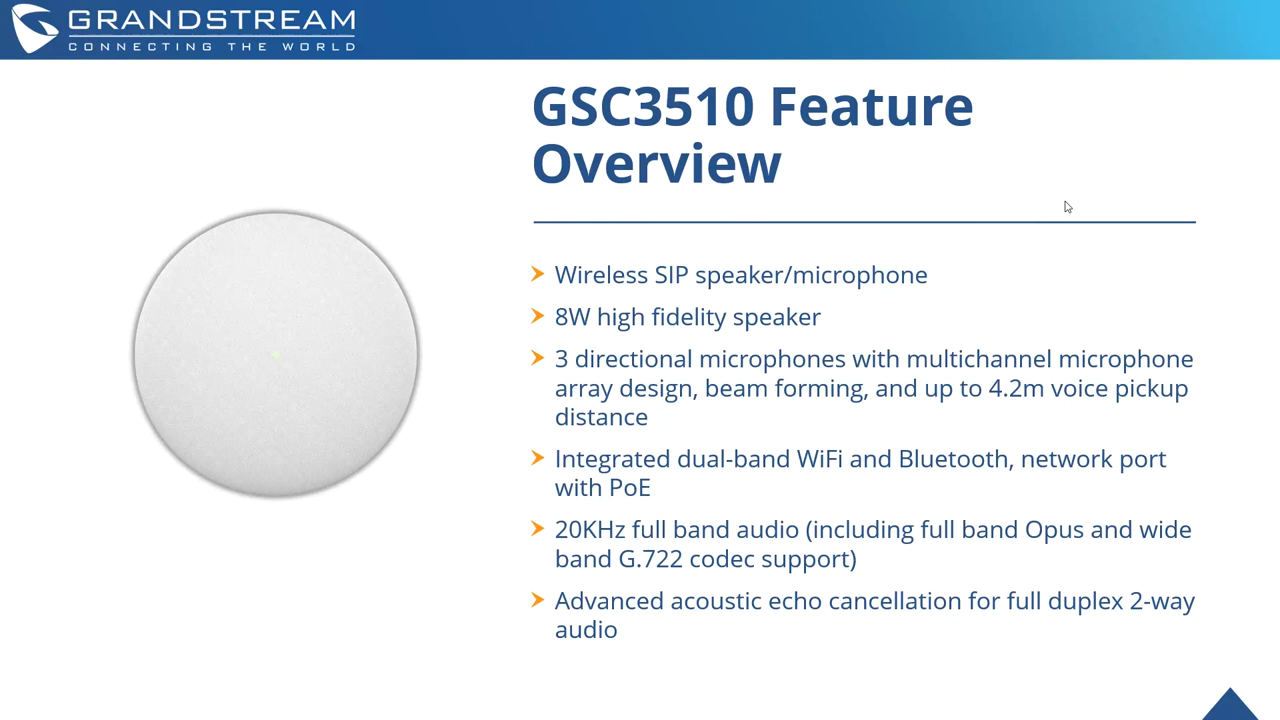 GRANDSTREAM
CONNECTING THE WORLD
GSC3510 Feature
Overview
Wireless SIP speaker/microphone
8W high fidelity speaker
3 directional microphones with multichannel microphone
array design, beam forming, and up to 4.2m voice pickup
distance
Integrated dual-band WiFi and Bluetooth, network port
with PoE
20KHz full band audio (including full band Opus and wide
band G.722 codec support)
Advanced acoustic echo cancellation for full duplex 2-way
audio